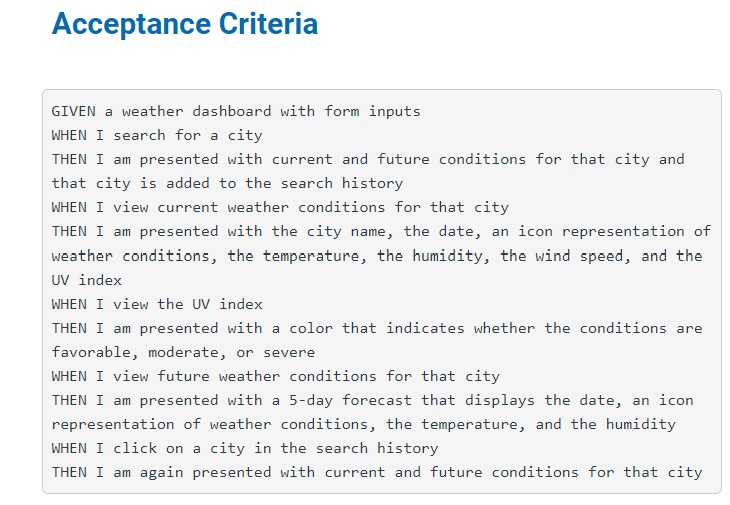 Acceptance Criteria
GIVEN a weather dashboard with form inputs
WHEN I search for a city
THEN I am presented with current and future conditions for that city and
that city is added to the search history
WHEN I view current weather conditions for that city
THEN I am presented with the city name, the date, an icon representation of
weather conditions, the temperature, the humidity, the wind speed, and the
UV index
WHEN I view the UV index
THEN I am presented with a color that indicates whether the conditions are
favorable, moderate, or severe
WHEN I view future weather conditions for that city
THEN I am presented with a 5-day forecast that displays the date, an icon
representation of weather conditions, the temperature, and the humidity
WHEN I click on a city in the search history
THEN I am again presented with current and future conditions for that city